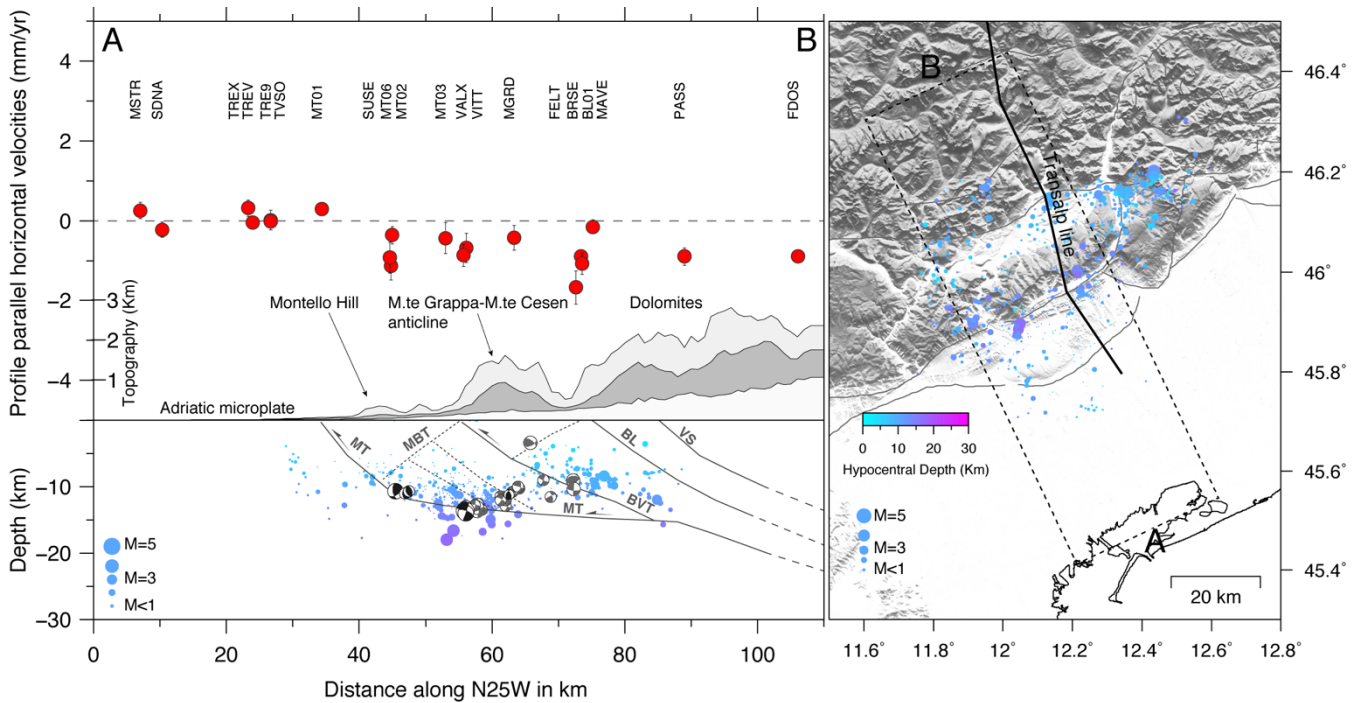 A
B
Profile parallel horizontal velocities (mm/yr)
4
2
0
−2
−4
MSTR
SDNA
TREX
TREV
TRE9
TVSO
MT01
SUSE
MT06
MT02
MT03
VALX
VITT
MGRD
FELT
BRSE
BL01
MAVE
PASS
FDOS
3
2
1
Topography (Km)
Montello Hill
M.te Grappa-M.te Cesen
anticline
Dolomites
Adriatic microplate
Depth (km)
−10
−20
−30
MT
MBT
BL
VS
MT
BVT
M=5
M=3
M<1
0
20
40
60
80
100
Distance along N25W in km
B
Transalp line
A
0
10
20
30
Hypocentral Depth (Km)
M=5
M=3
M<1
20 km
46.4°
46.2°
46°
45.8°
45.6°
45.4°
11.6°
11.8°
12°
12.2°
12.4°
12.6°
12.8°